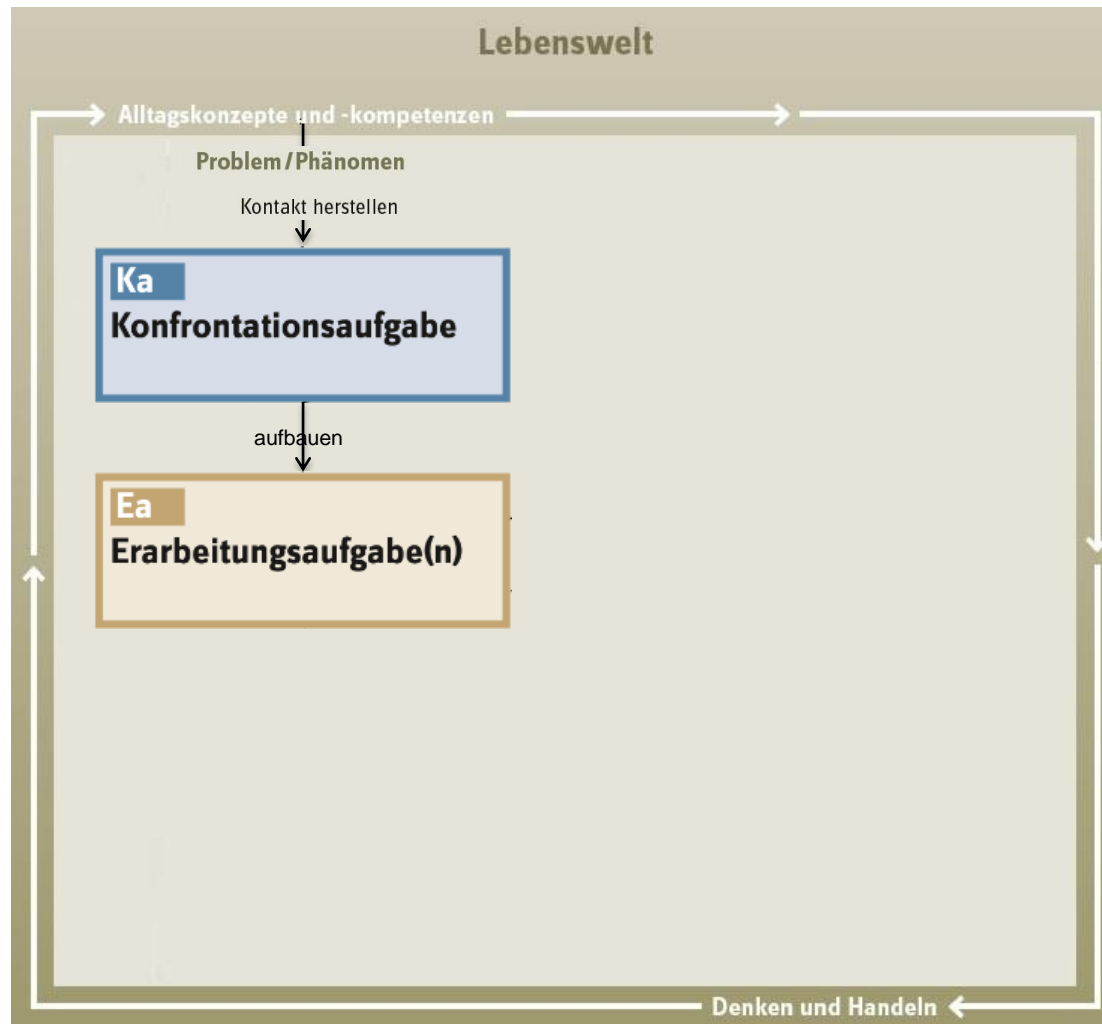 Lebenswelt
Alltagskonzepte und -kompetenzen
Problem/Phänomen
Kontakt herstellen
Ka
Konfrontationsaufgabe
aufbauen
Ea
Erarbeitungsaufgabe(n)
Denken und Handeln